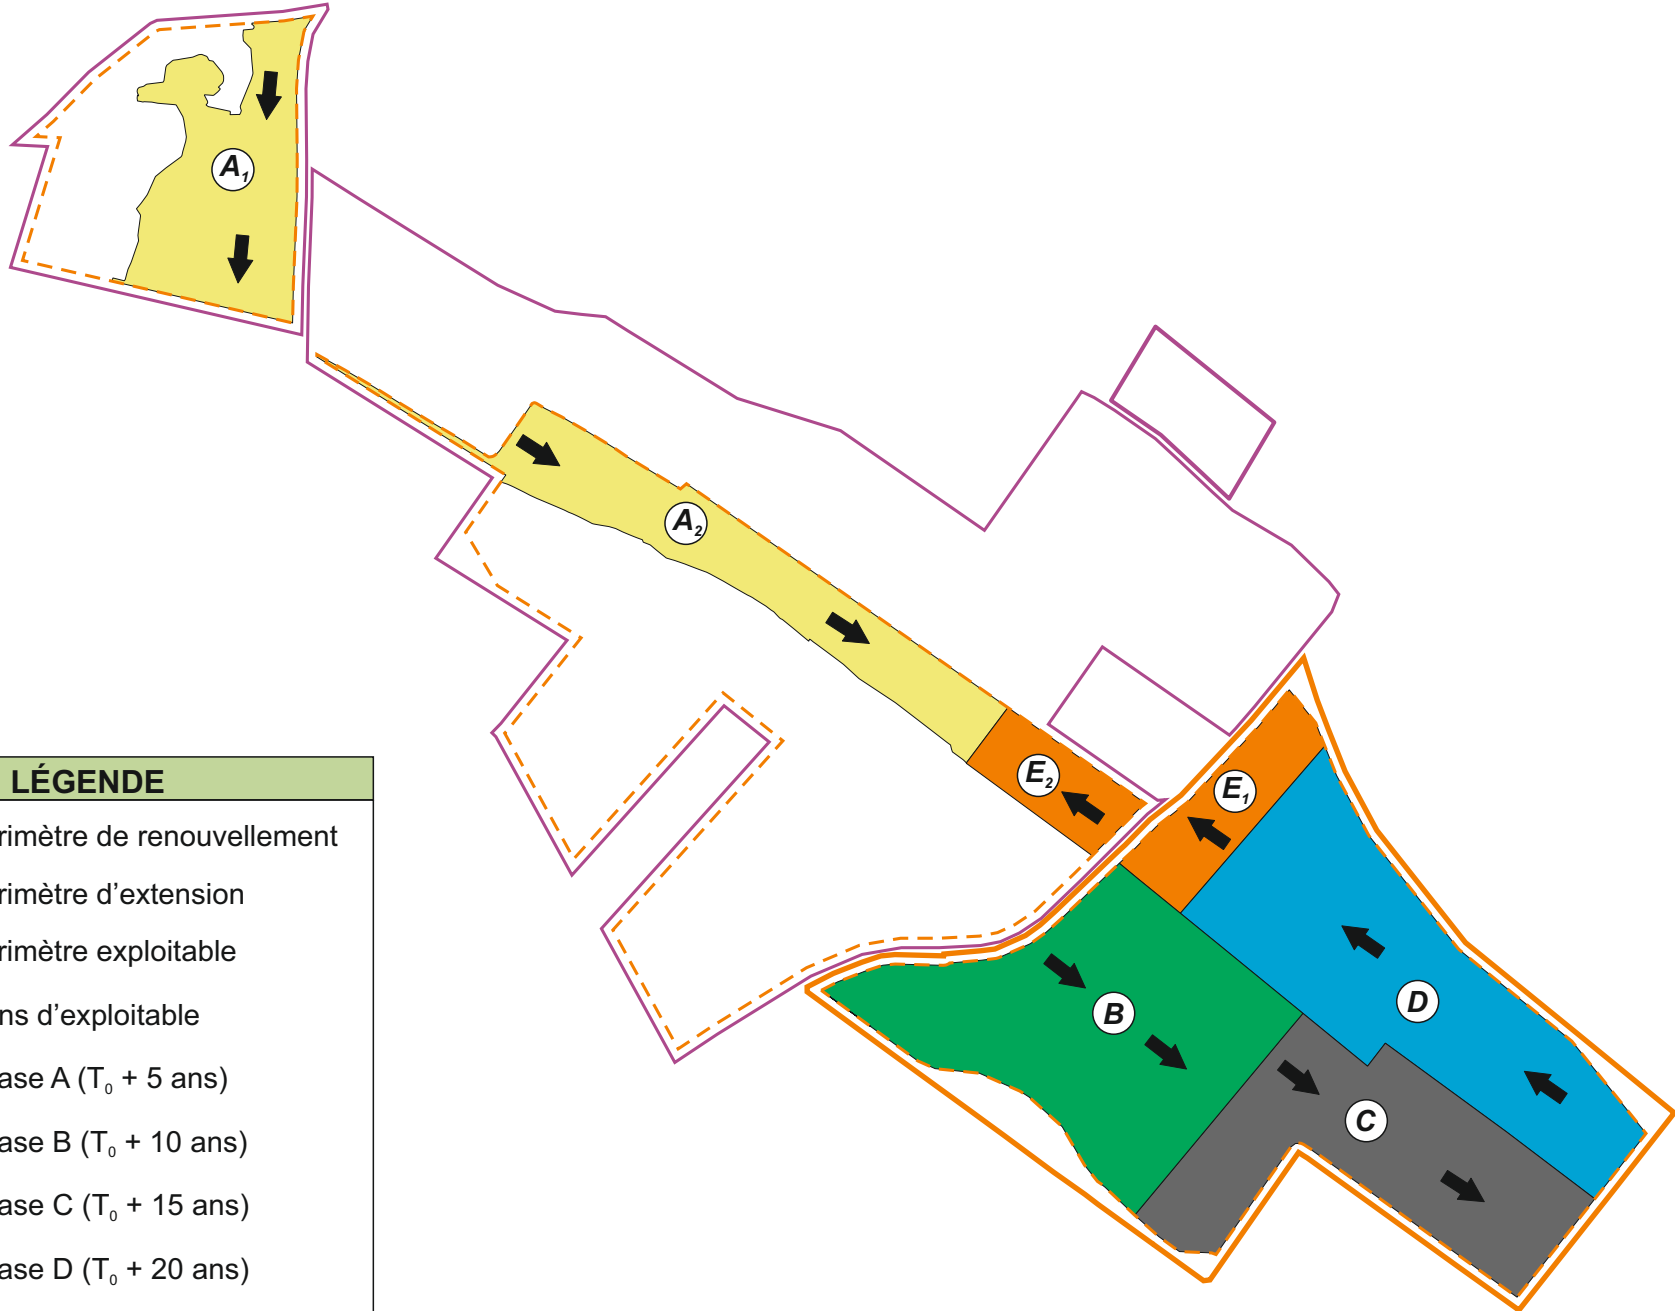 A₁
A₂
E₂
E₁
B
D
C
LÉGENDE
rimètre de renouvellement
rimètre d’extension
rimètre exploitable
ns d’exploitable
ase A (T₀ + 5 ans)
ase B (T₀ + 10 ans)
ase C (T₀ + 15 ans)
ase D (T₀ + 20 ans)